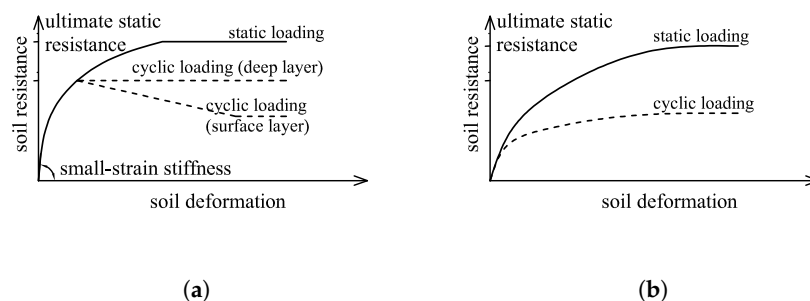 ultimate static
resistance
static loading
cyclic loading (deep layer)
cyclic loading
(surface layer)
small-strain stiffness
soil resistance
soil deformation
(a)
ultimate static
resistance
static loading
cyclic loading
soil resistance
soil deformation
(b)